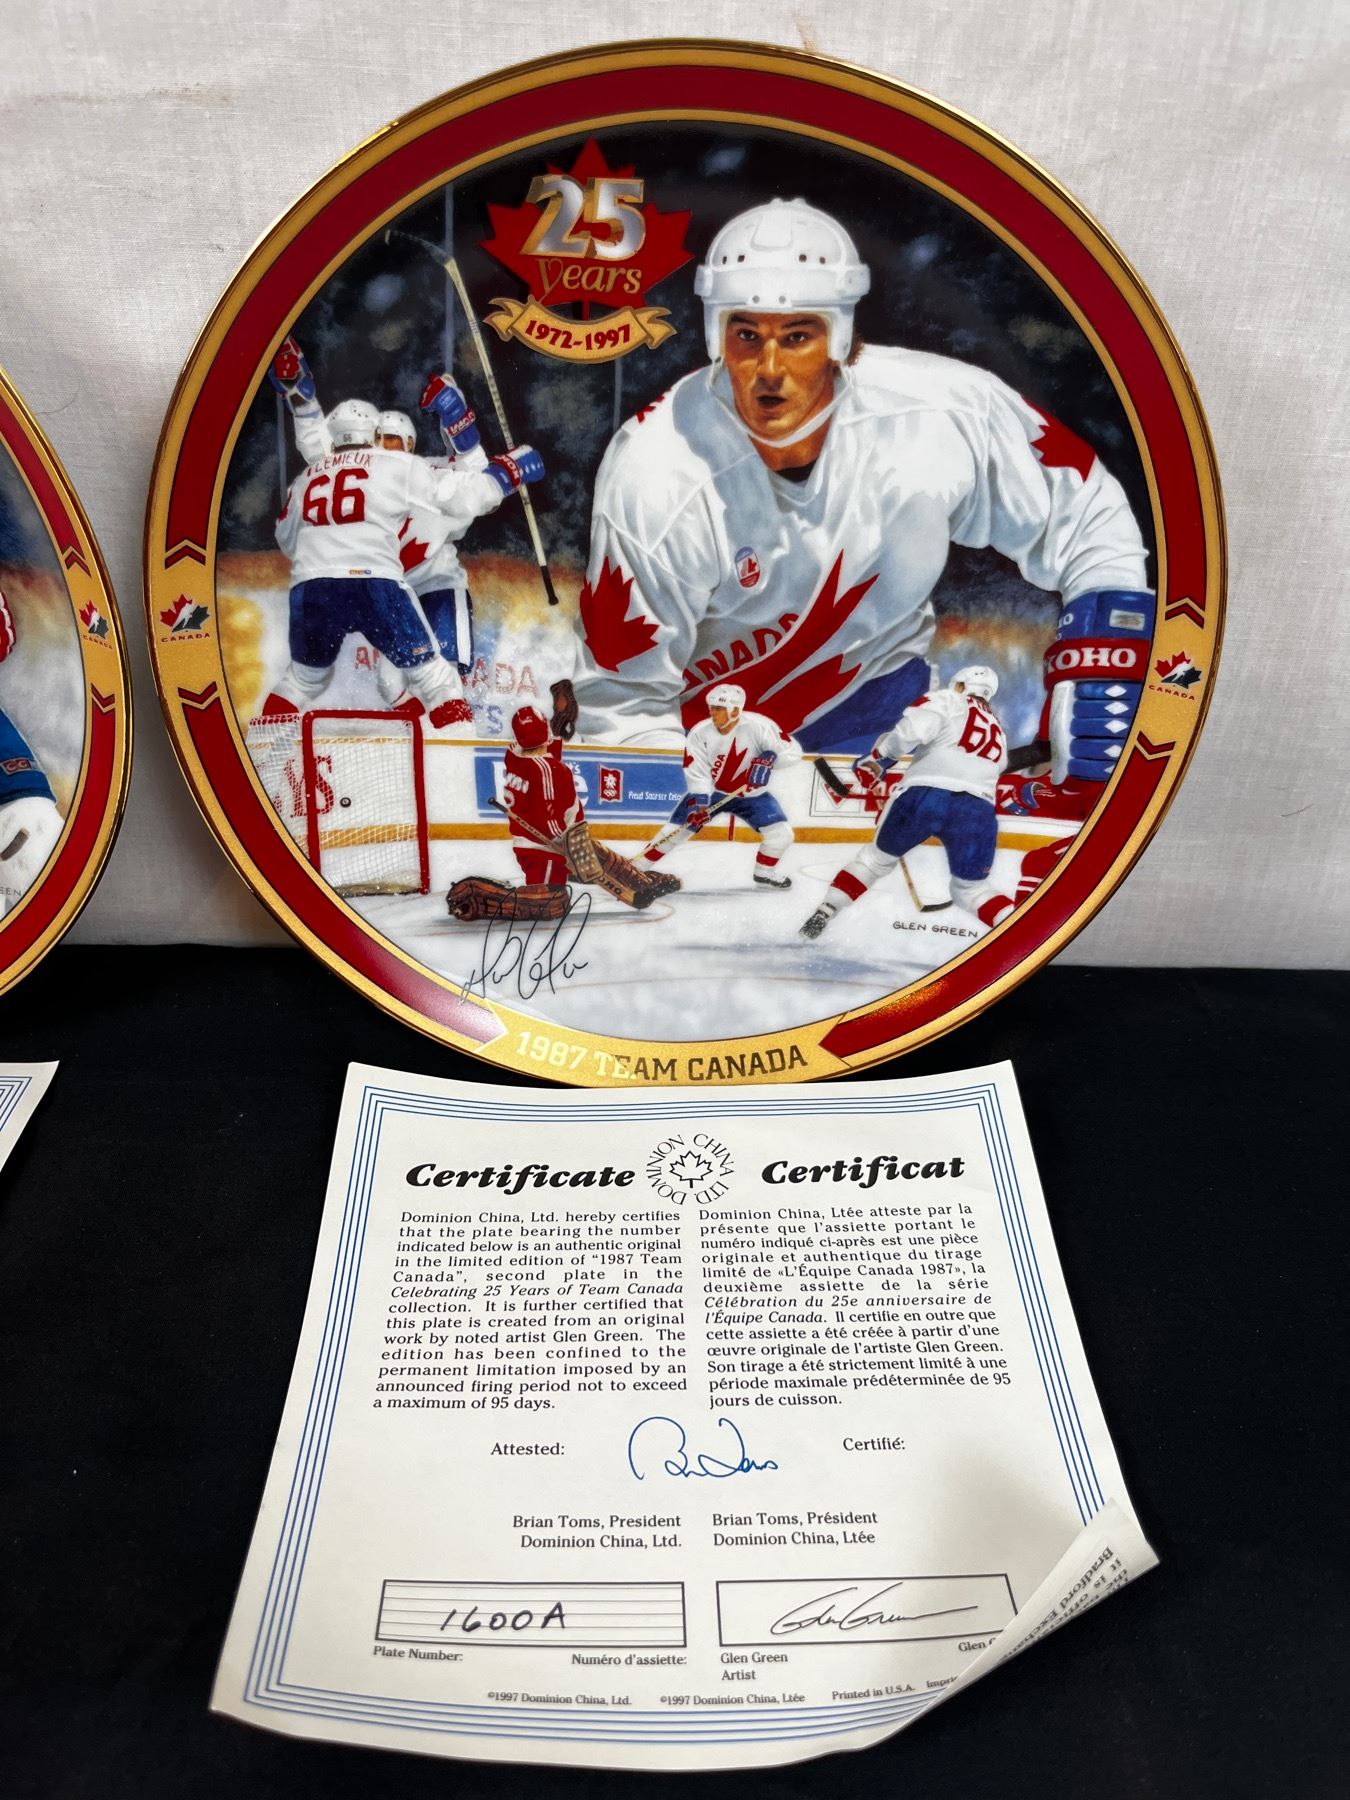 25
Years
1972-1997
LEMIEUX
66
CANADA
CANADA
KOHO
CANADA
66
Proud Sponsor
GLEN GREEN
1987 TEAM CANADA
Certificate
DOMINION CHINA, LTD.
Certificat
Dominion China, Ltd. hereby certifies
that the plate bearing the number
indicated below is an authentic original
in the limited edition of “1987 Team
Canada”, second plate in the
Celebrating 25 Years of Team Canada
collection. It is further certified that
this plate is created from an original
work by noted artist Glen Green. The
edition has been confined to the
permanent limitation imposed by an
announced firing period not to exceed
a maximum of 95 days.
Dominion China, Ltée atteste par la
présente que l'assiette portant le
numéro indiqué ci-après est une pièce
originale et authentique du tirage
limité de «L'Équipe Canada 1987», la
deuxième assiette de la série
Célébration du 25e anniversaire de
l'Équipe Canada. Il certifie en outre que
cette assiette a été créée à partir d'une
œuvre originale de l'artiste Glen Green.
Son tirage a été strictement limité à une
période maximale prédéterminée de 95
jours de cuisson.
Attested:
Certifié:
Brian Toms, President
Dominion China, Ltd.
Brian Toms, Président
Dominion China, Ltée
1600A
Plate Number:
Numéro d'assiette:
Glen Green
Glen Green
Artist
Glen
©1997 Dominion China, Ltd.
©1997 Dominion China, Ltée
Printed in U.S.A.
it is
Bradford Exchange